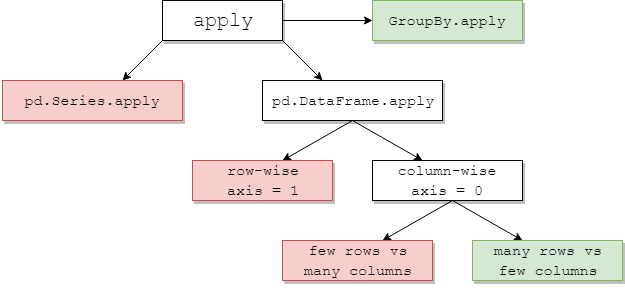 apply
GroupBy.apply
pd.Series.apply
pd.DataFrame.apply
row-wise
axis = 1
column-wise
axis = 0
few rows vs
many columns
many rows vs
few columns